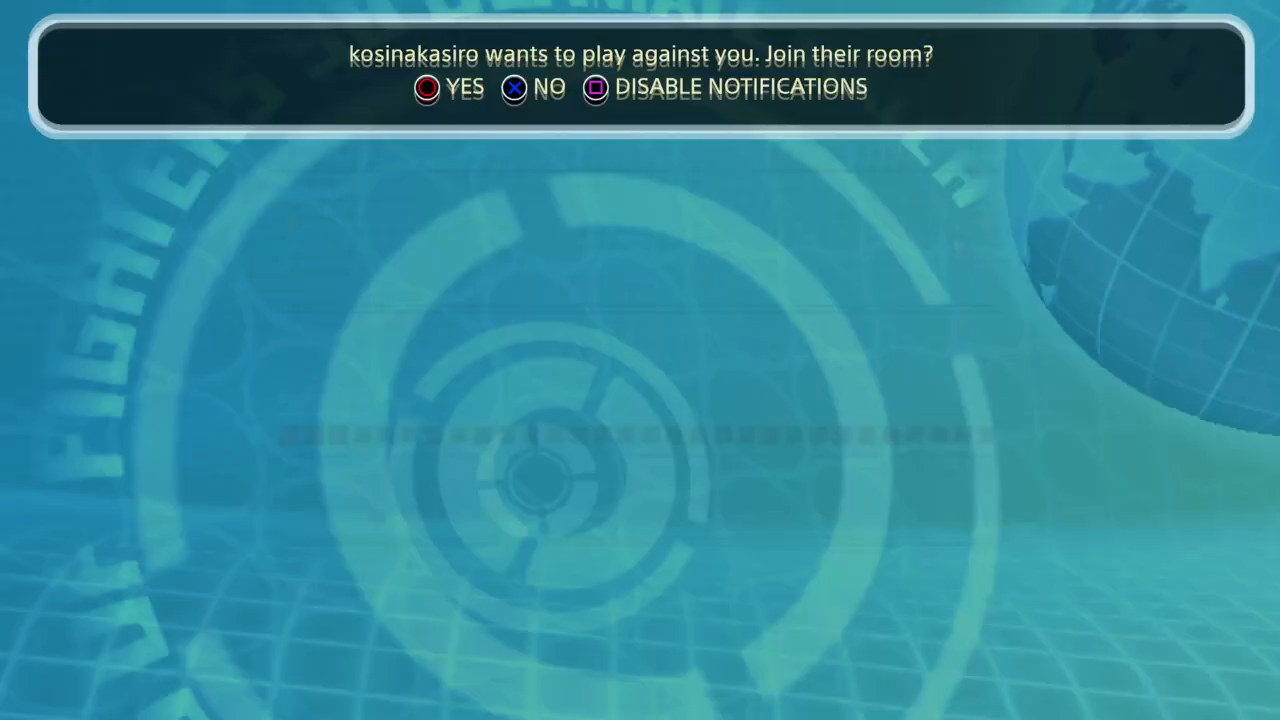 kosinakasiro wants to play against you. Join their room?
YES NO DISABLE NOTIFICATIONS